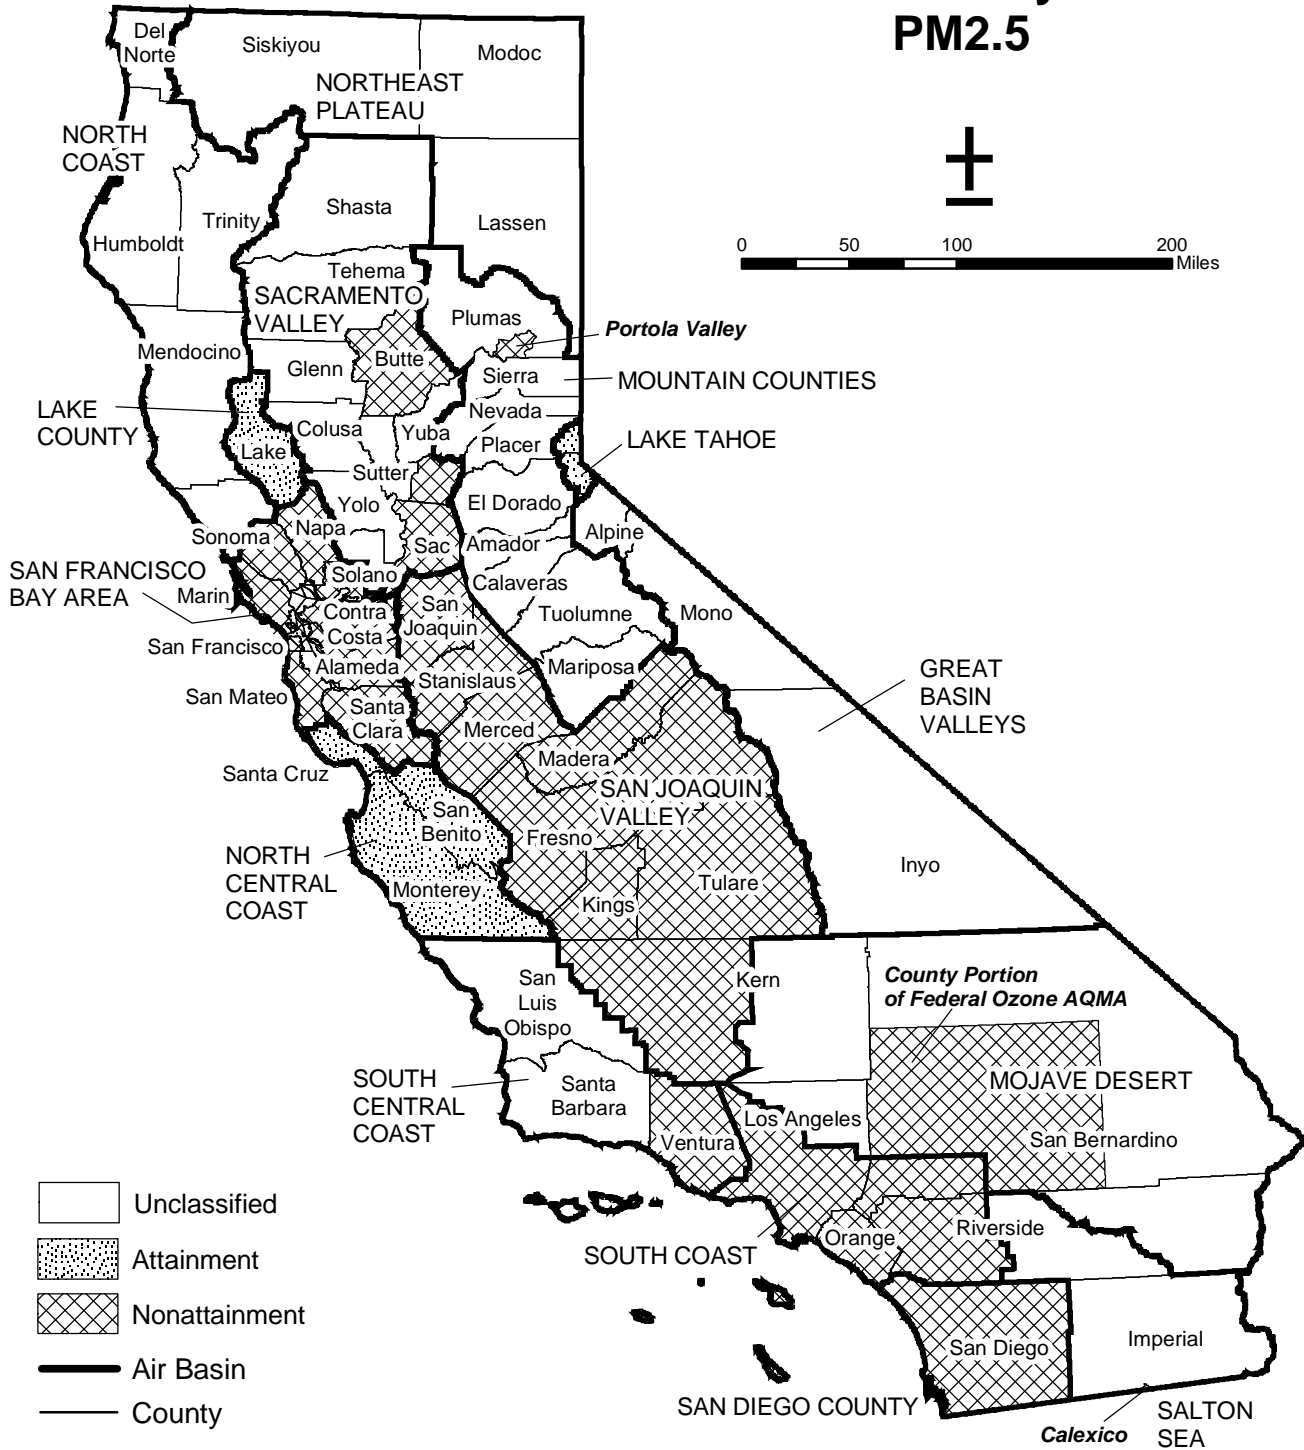 PM2.5
Del
Norte
Siskiyou
Modoc
NORTHEAST
PLATEAU
NORTH
COAST
Shasta
Trinity
Lassen
Humboldt
0 50 100 200
Miles
Tehema
SACRAMENTO
VALLEY
Plumas
Portola Valley
Mendocino
Glenn
Butte
Sierra
MOUNTAIN COUNTIES
LAKE
COUNTY
Nevada
Colusa
Yuba
Placer
LAKE TAHOE
Lake
Sutter
Yolo
El Dorado
Napa
Sonoma
Sac
Amador
Alpine
SAN FRANCISCO
BAY AREA
Solano
Marin
Calaveras
Contra
Costa
San
Joaquin
Tuolumne
Mono
San Francisco
Alameda
Stanislaus
Mariposa
GREAT
BASIN
VALLEYS
San Mateo
Santa
Clara
Merced
Madera
Santa Cruz
SAN JOAQUIN
VALLEY
San
Benito
Fresno
NORTH
CENTRAL
COAST
Monterey
Kings
Tulare
Inyo
San
Luis
Obispo
Kern
County Portion
of Federal Ozone AQMA
SOUTH
CENTRAL
COAST
Santa
Barbara
MOJAVE DESERT
Los Angeles
Ventura
San Bernardino
Unclassified
Attainment
Nonattainment
Air Basin
County
SOUTH COAST
Orange
Riverside
San Diego
Imperial
SAN DIEGO COUNTY
Calexico
SALTON
SEA